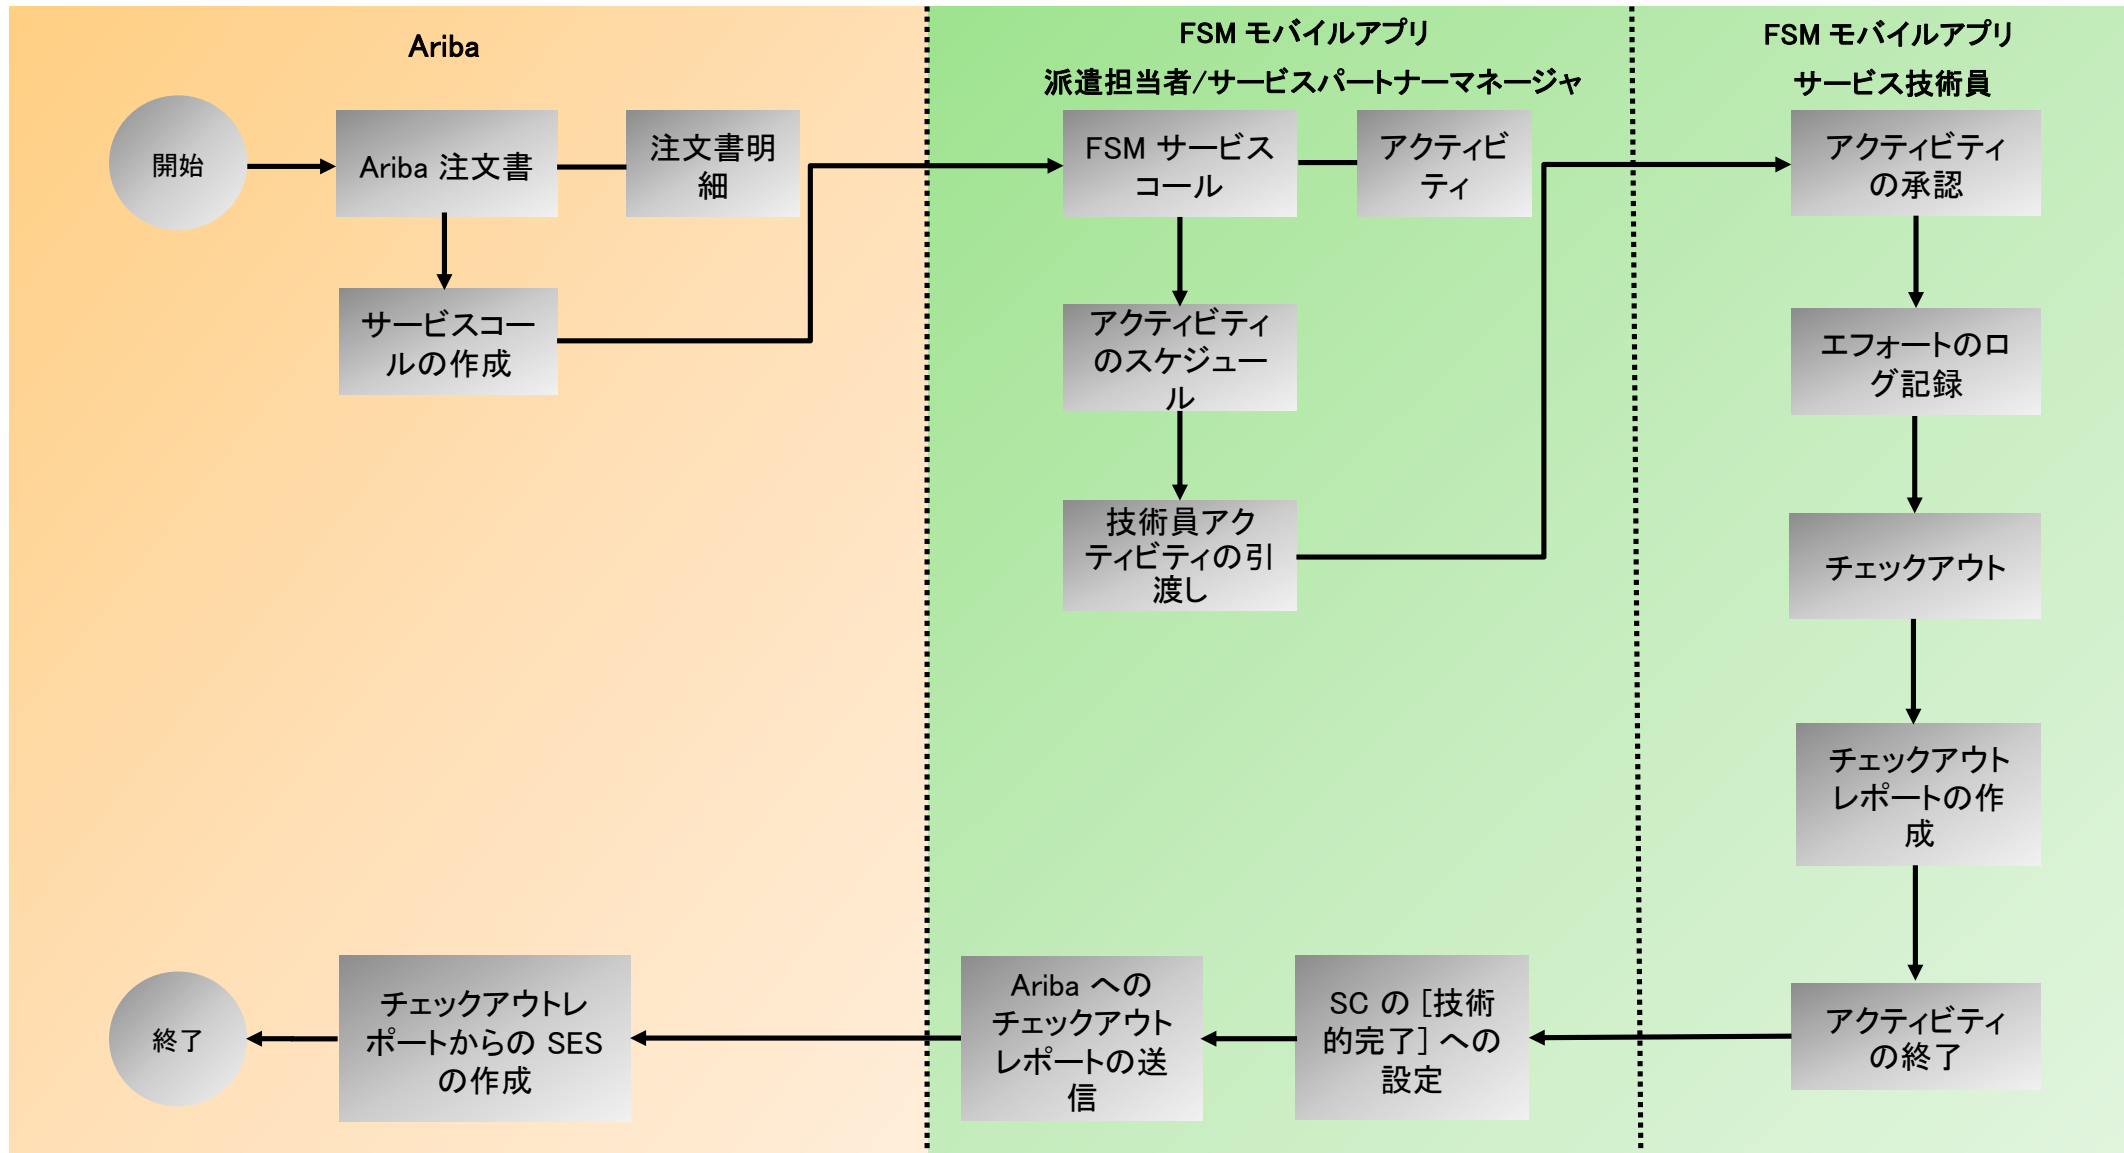 Ariba
開始
Ariba 注文書
注文書明
細
サービスコー
ルの作成
FSM モバイルアプリ
派遣担当者/サービスパートナーマネージャ
FSM サービス
コール
アクティビ
ティ
アクティビティ
のスケジュー
ル
技術員アク
ティビティの引
渡し
FSM モバイルアプリ
サービス技術員
アクティビティ
の承認
エフォートのロ
グ記録
チェックアウト
チェックアウト
レポートの作
成
アクティビティ
の終了
SC の [技術
的完了] への
設定
Ariba への
チェックアウト
レポートの送
信
チェックアウトレ
ポートからの SES
の作成
終了